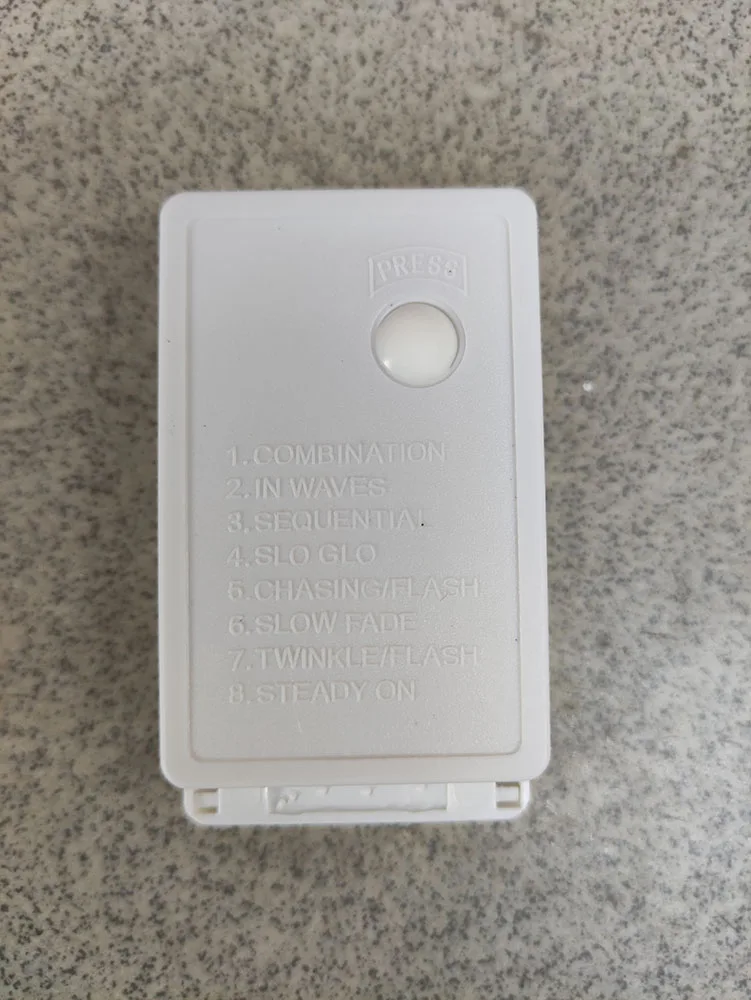 PRESS
1.COMBINATION
2.IN WAVES
3.SEQUENTIAL
4.SLO GLO
5.CHASING/FLASH
6.SLOW FADE
7.TWINKLE/FLASH
8.STEADY ON